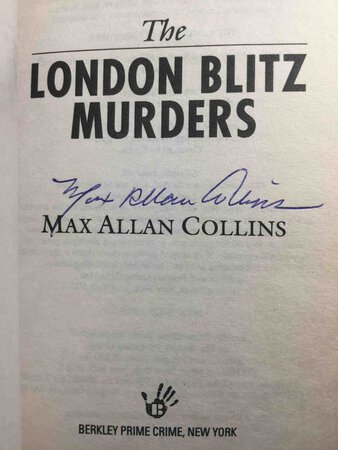 The
LONDON BLITZ
MURDERS
Max Allan Collins
MAX ALLAN COLLINS
BERKLEY PRIME CRIME, NEW YORK